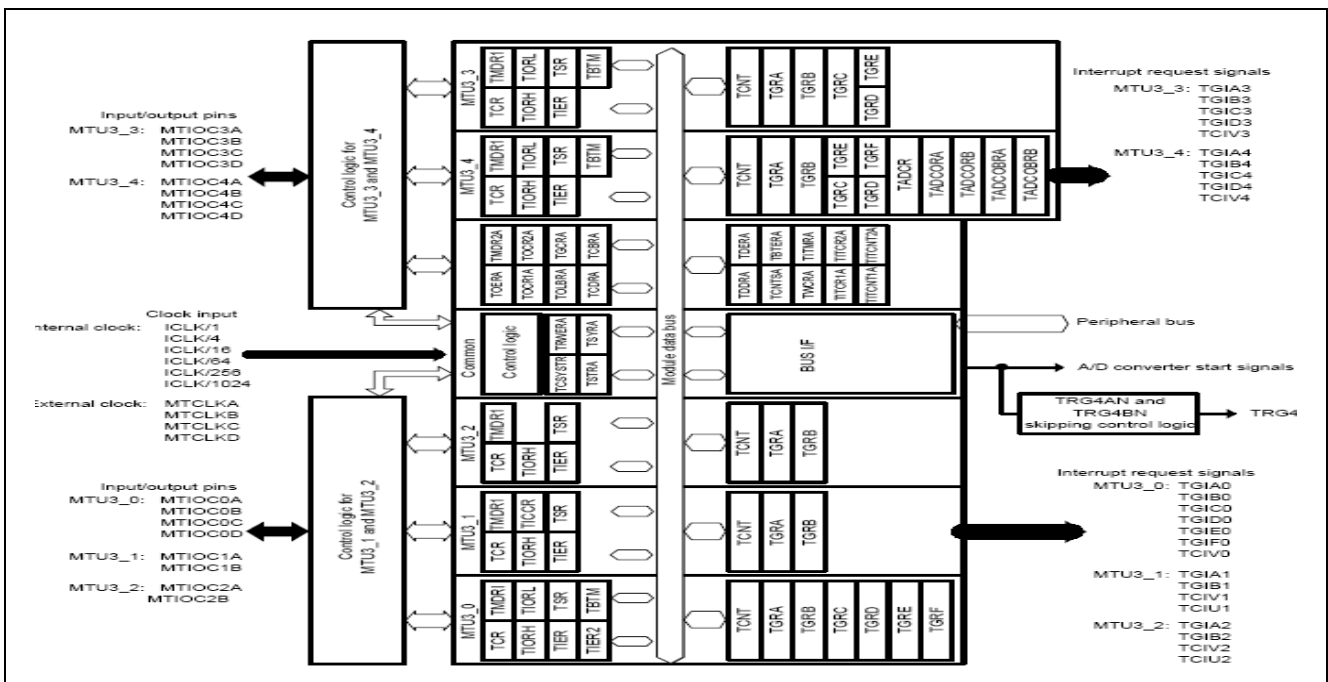 Input/output pins
MTU3_3: MTIOC3A
MTIOC3B
MTIOC3C
MTIOC3D
MTU3_4: MTIOC4A
MTIOC4B
MTIOC4C
MTIOC4D
Clock input
nternal clock: ICLK/1
ICLK/4
ICLK/16
ICLK/64
ICLK/256
ICLK/1024
External clock: MTCLKA
MTCLKB
MTCLKC
MTCLKD
Input/output pins
MTU3_0: MTIOC0A
MTIOC0B
MTIOC0C
MTIOC0D
MTU3_1: MTIOC1A
MTIOC1B
MTU3_2: MTIOC2A
MTIOC2B
Control logic for
MTU3_3 and MTU3_4
Control logic for
MTU3_1 and MTU3_2
MTU3_3
TMDR1 TIORL TSR TBTM
TCR TIORH TIER
TCNT TGRA TGRB TGRC TGRE
TGRD
MTU3_4
TMDR1 TIORL TSR TBTM
TCR TIORH TIER
TCNT TGRA TGRB TGRE TGRF TADCR TADCORA TADCORB TADCOBRA TADCOBRB
TGRC TGRD
TMDR2A TOCR2A TGCRA TCBRA
TOERA TOCR1A TOLBRA TCDRA
TDERA TBTERA TITMRA TITCR2A TITCNT2A
TDDRA TCNTSA TWCRA TITCR1A TITCNT1A
Common
Control logic
TRWERA TSYRA
TCSYSTR TSTRA
Module data bus
BUS I/F
MTU3_2
TMDR1 TSR
TCR TIORH TIER
TCNT TGRA TGRB
MTU3_1
TMDR1 TICCR TSR
TCR TIORH TIER
TCNT TGRA TGRB
MTU3_0
TMDRI TIORL TSR TBTM
TCR TIORH TIER TIER2
TCNT TGRA TGRB TGRC TGRD TGRE TGRF
Interrupt request signals
MTU3_3: TGIA3
TGIB3
TGIC3
TGID3
TCIV3
MTU3_4: TGIA4
TGIB4
TGIC4
TGID4
TCIV4
Peripheral bus
A/D converter start signals
TRG4AN and
TRG4BN
skipping control logic
TRG4
Interrupt request signals
MTU3_0: TGIA0
TGIB0
TGIC0
TGID0
TGIE0
TGIF0
TCIV0
MTU3_1: TGIA1
TGIB1
TCIV1
TCIU1
MTU3_2: TGIA2
TGIB2
TCIV2
TCIU2